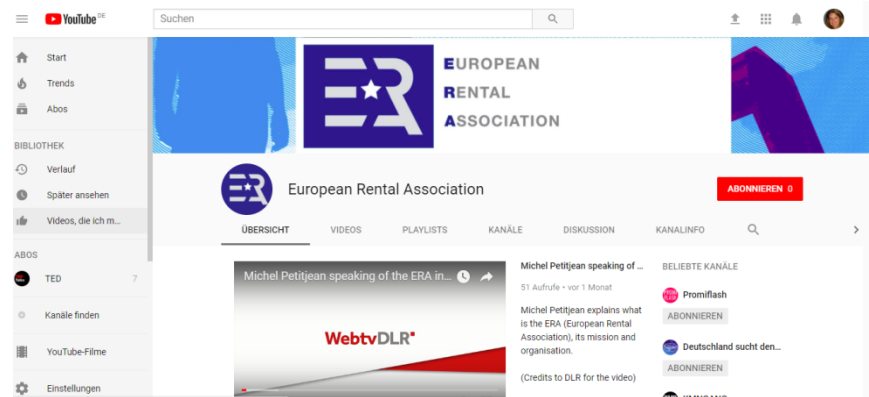 YouTube DE
Suchen
Start
Trends
Abos
BIBLIOTHEK
Verlauf
Später ansehen
Videos, die ich m...
ABOS
TED 7
Kanäle finden
YouTube-Filme
Einstellungen
ER
EUROPEAN
RENTAL
ASSOCIATION
ER
European Rental Association
ABONNIEREN 0
ÜBERSICHT VIDEOS PLAYLISTS KANÄLE DISKUSSION KANALINFO
Michel Petitjean speaking of the ERA in...
WebtvDLR
Michel Petitjean speaking of ...
51 Aufrufe • vor 1 Monat
Michel Petitjean explains what
is the ERA (European Rental
Association), its mission and
organisation.
(Credits to DLR for the video)
BELIEBTE KANÄLE
Promiflash
ABONNIEREN
Deutschland sucht den...
ABONNIEREN